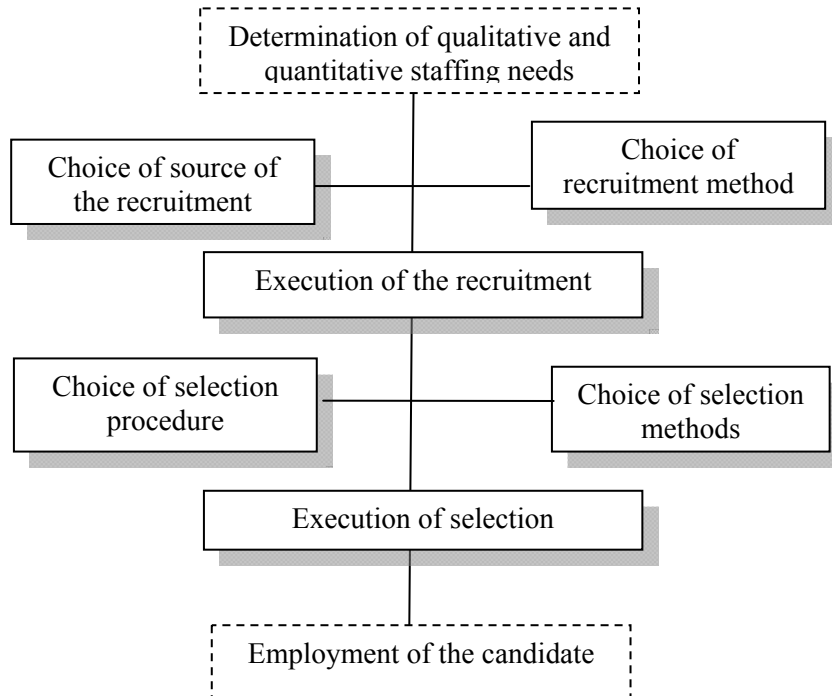 Determination of qualitative and
quantitative staffing needs
Choice of source of
the recruitment
Choice of
recruitment method
Execution of the recruitment
Choice of selection
procedure
Choice of selection
methods
Execution of selection
Employment of the candidate